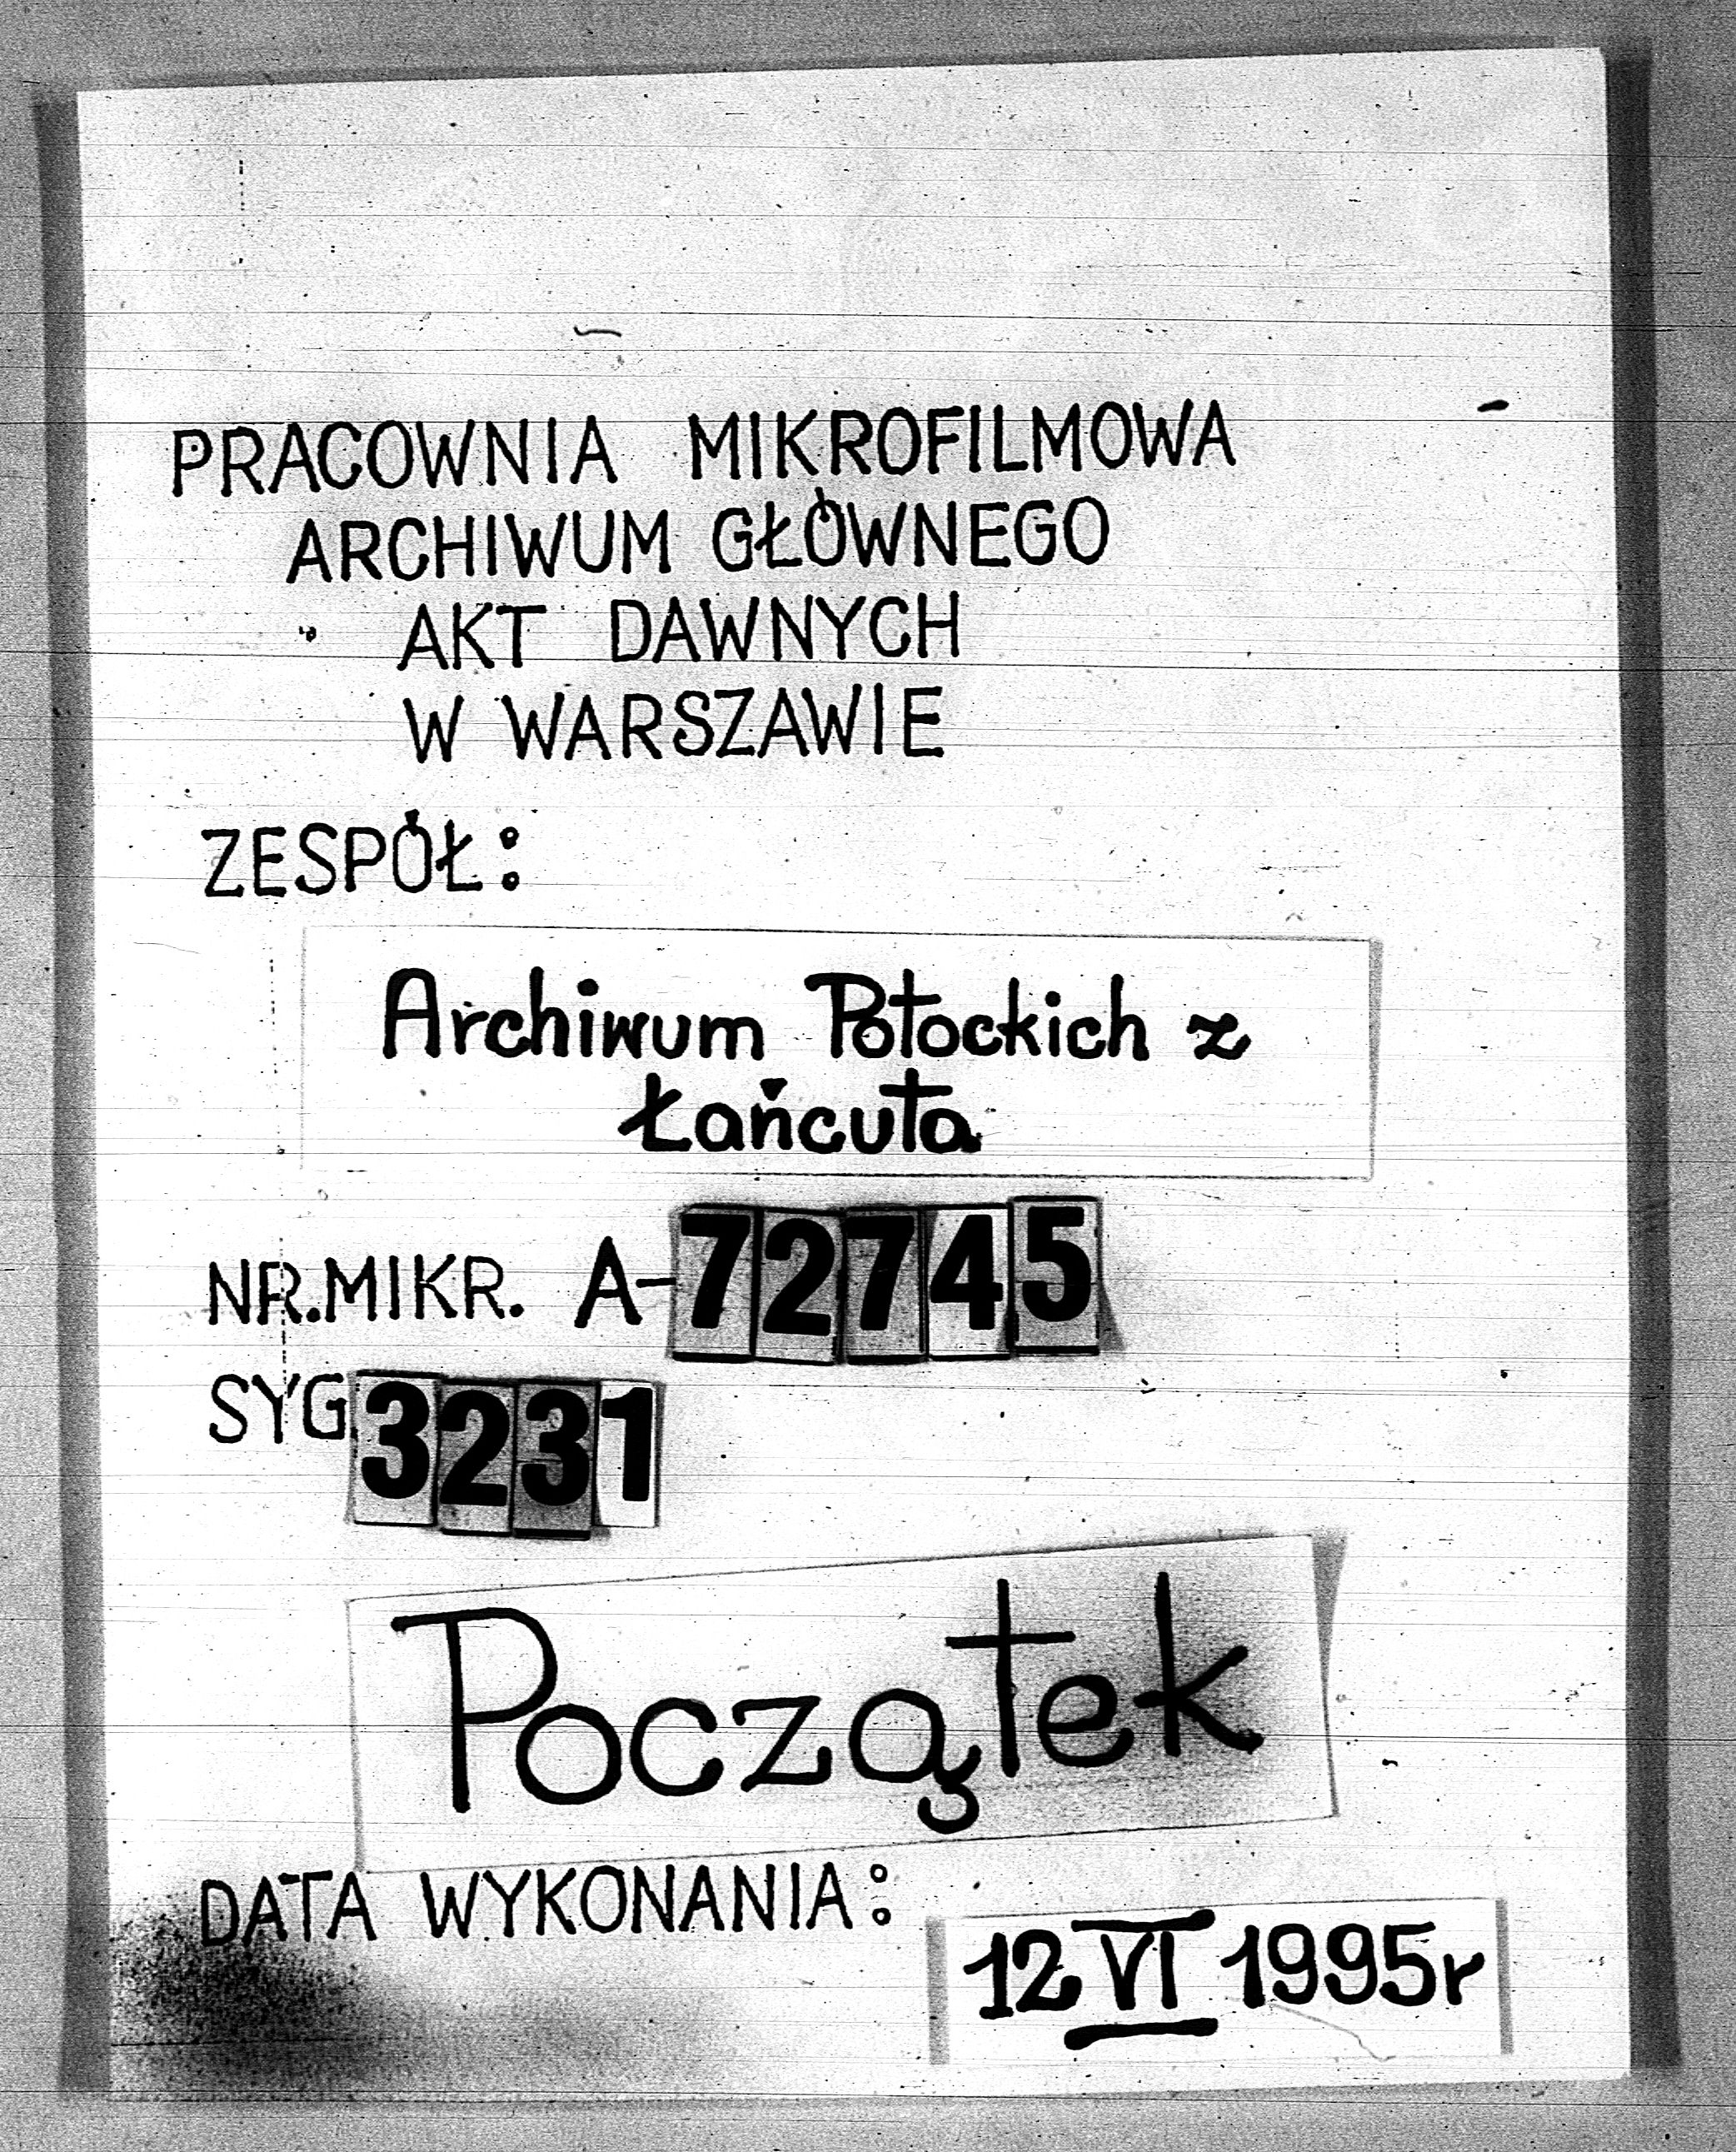 PRACOWNIA MIKROFILMOWA
ARCHIWUM GŁÓWNEGO
AKT DAWNYCH
W WARSZAWIE
ZESPÓŁ:
Archiwum Potockich z
Łańcuta
NR.MIKR. A-72745
SYG.3231
Początek
DATA WYKONANIA:
12 VI 1995r